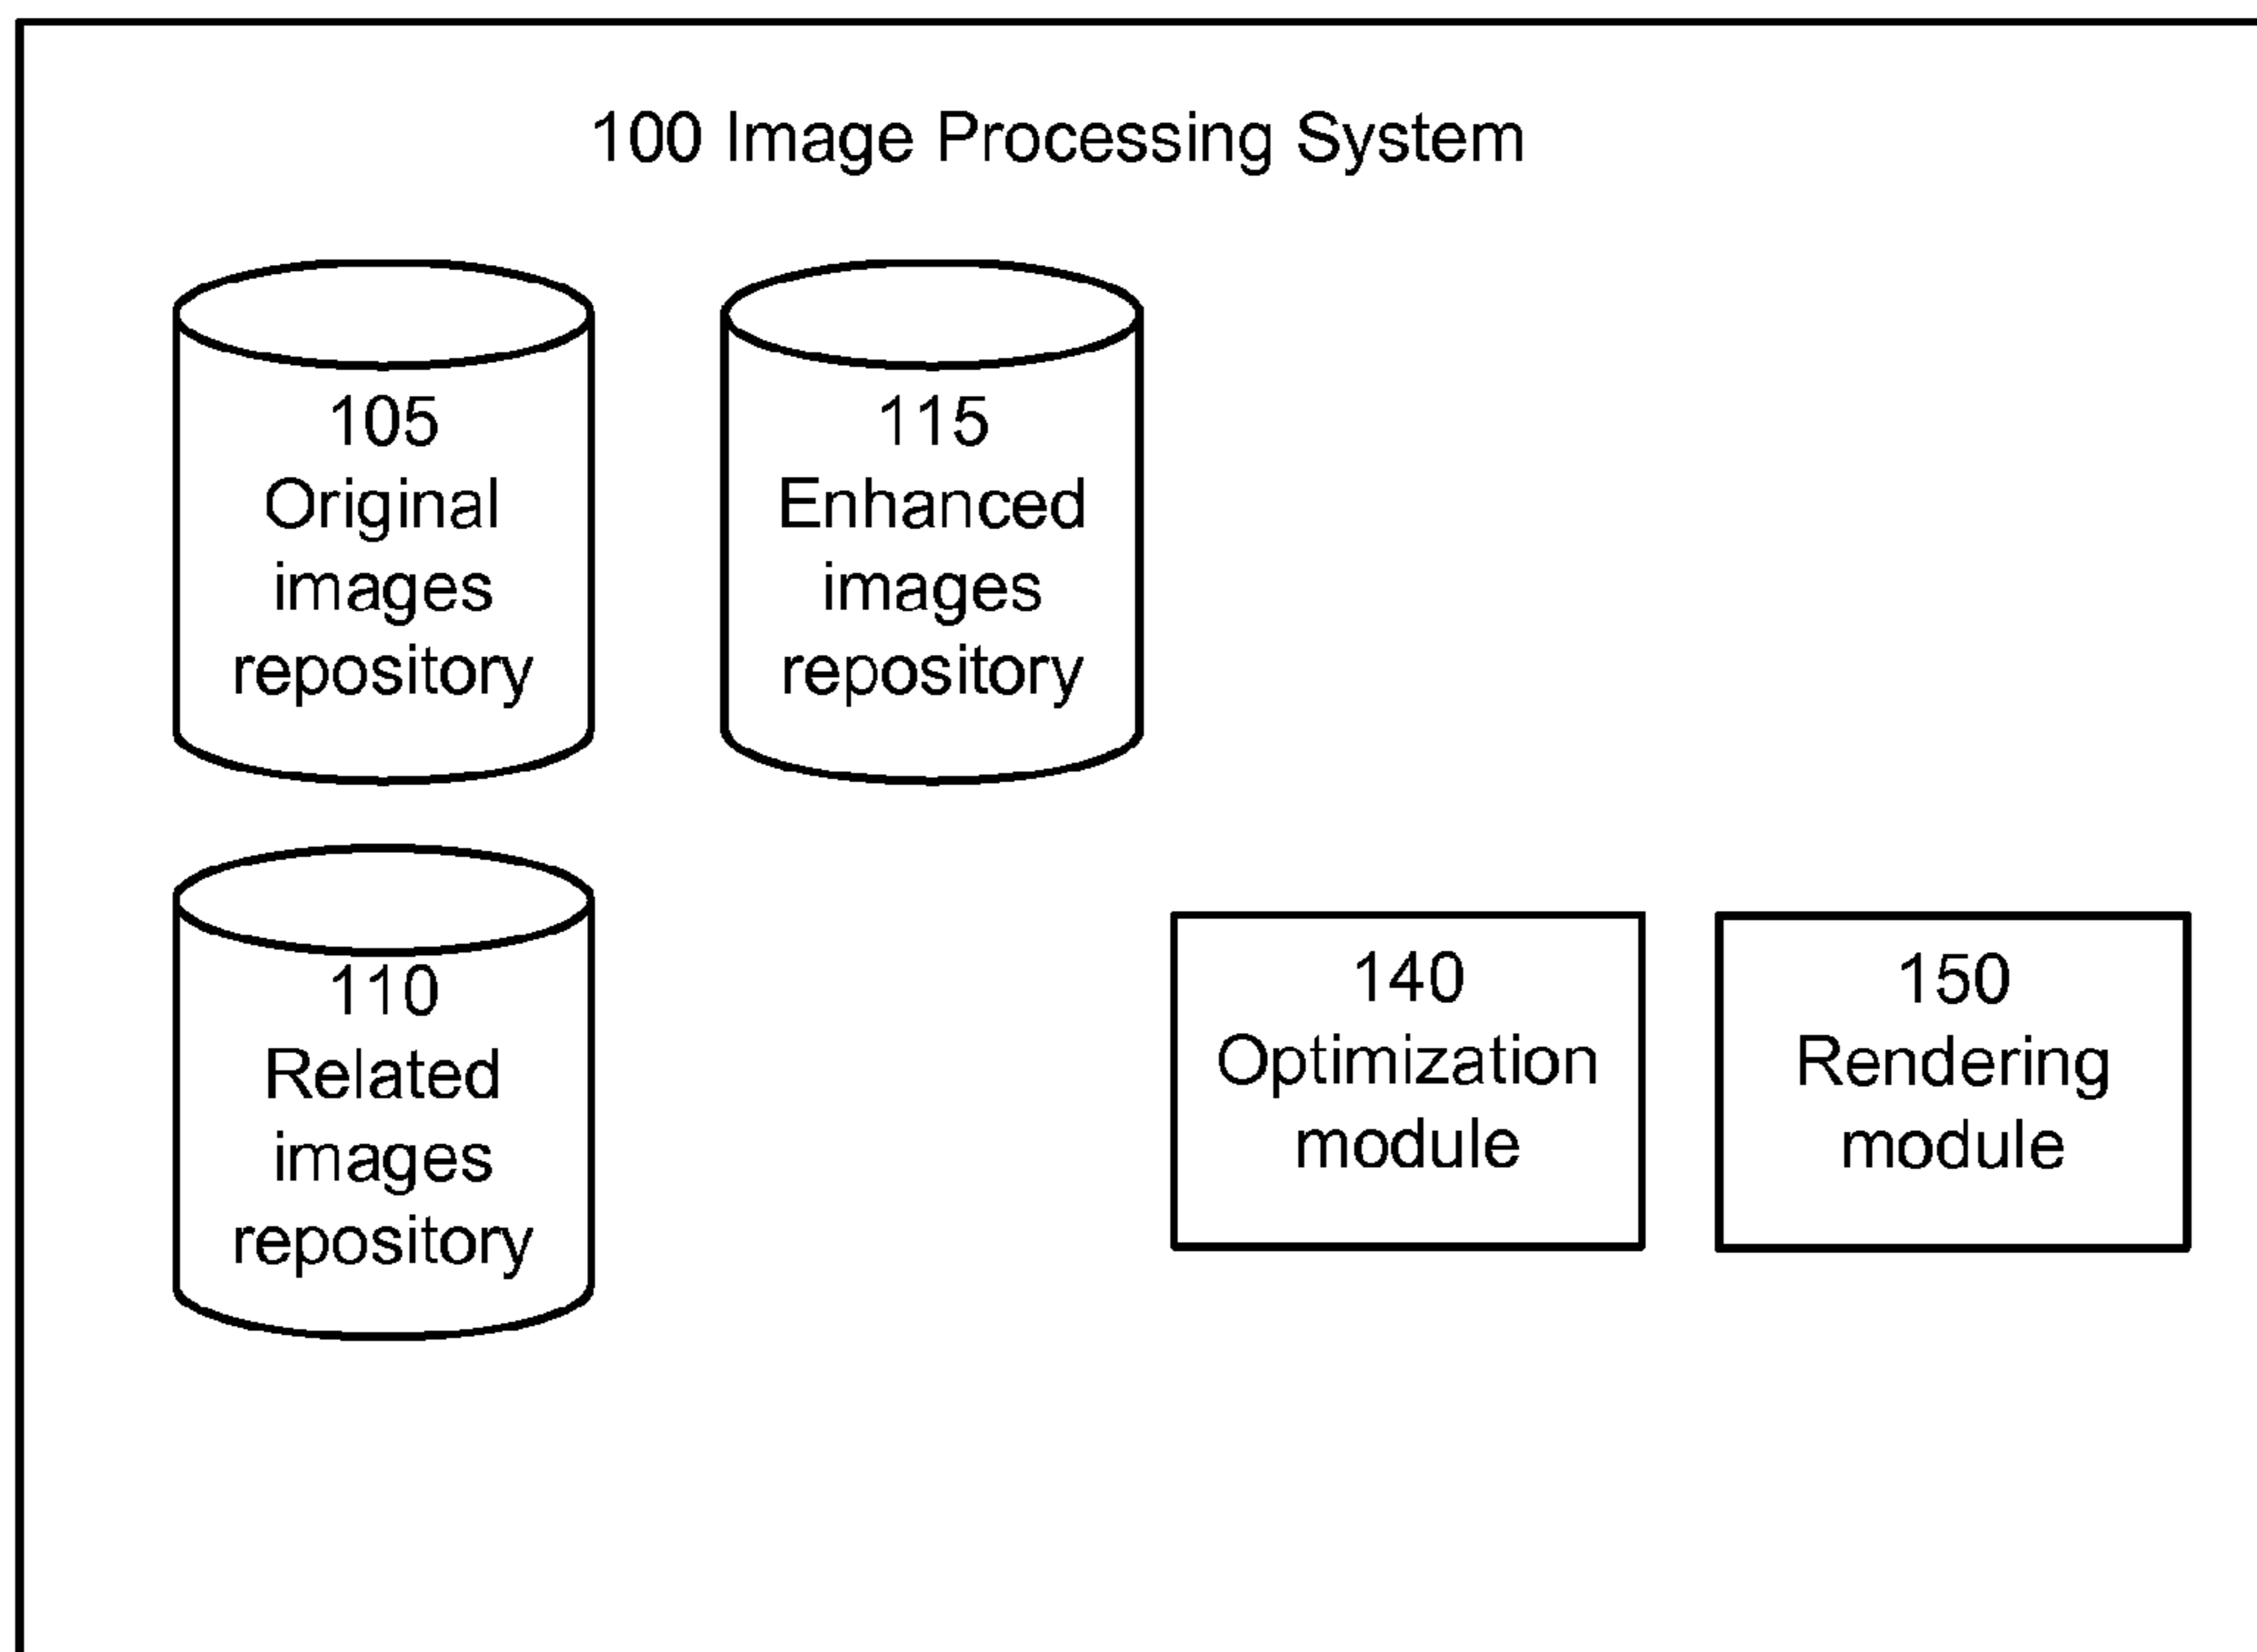 100 Image Processing System
105
Original
images
repository
115
Enhanced
images
repository
110
Related
images
repository
140
Optimization
module
150
Rendering
module